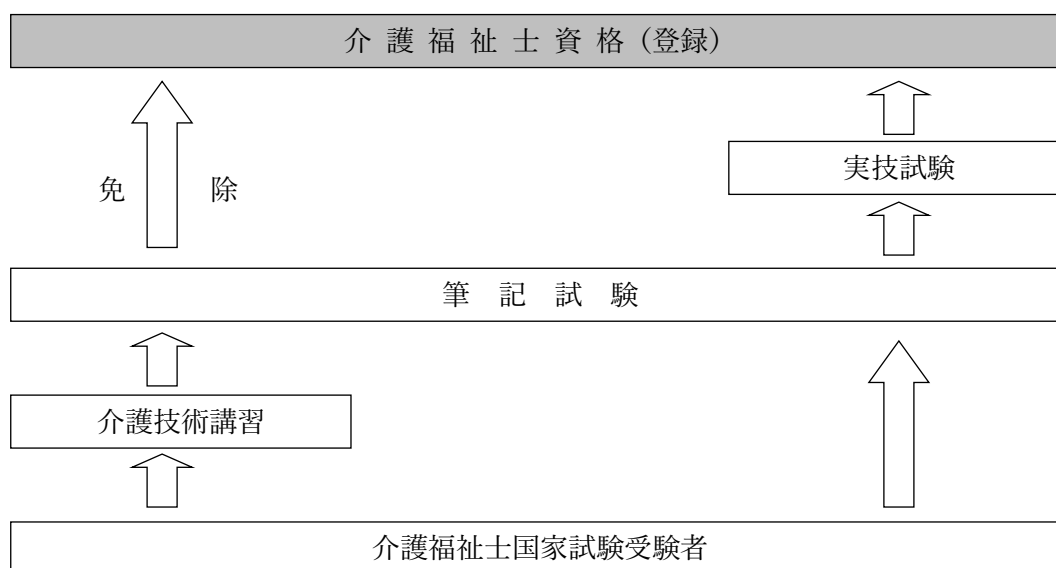 介護福祉士資格(登録)
実技試験
免除
筆記試験
介護技術講習
介護福祉士国家試験受験者